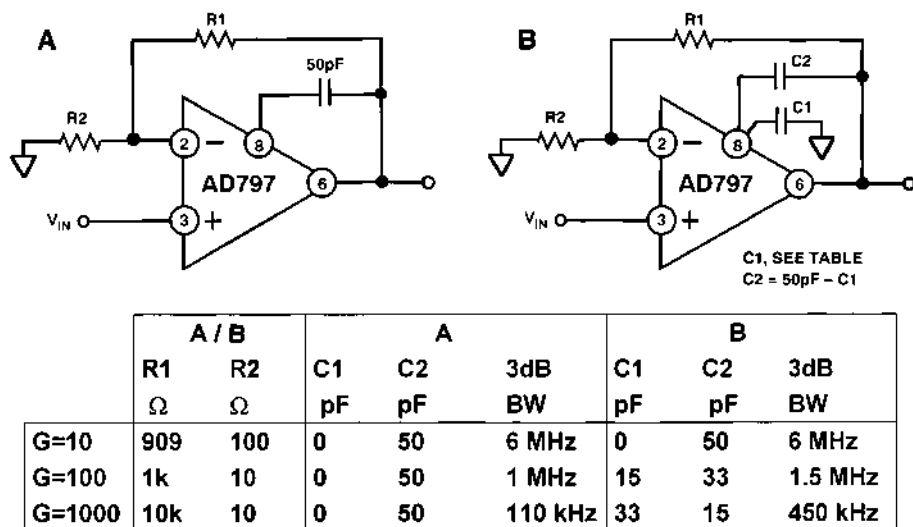 A
R1
50pF
R2
2
−
8
AD797
6
VIN
3
+
B
R1
C2
C1
R2
2
−
8
AD797
6
VIN
3
+
C1, SEE TABLE
C2 = 50pF – C1
A / B A B
R1 R2 C1 C2 3dB C1 C2 3dB
Ω Ω pF pF BW pF pF BW
G=10 909 100 0 50 6 MHz 0 50 6 MHz
G=100 1k 10 0 50 1 MHz 15 33 1.5 MHz
G=1000 10k 10 0 50 110 kHz 33 15 450 kHz